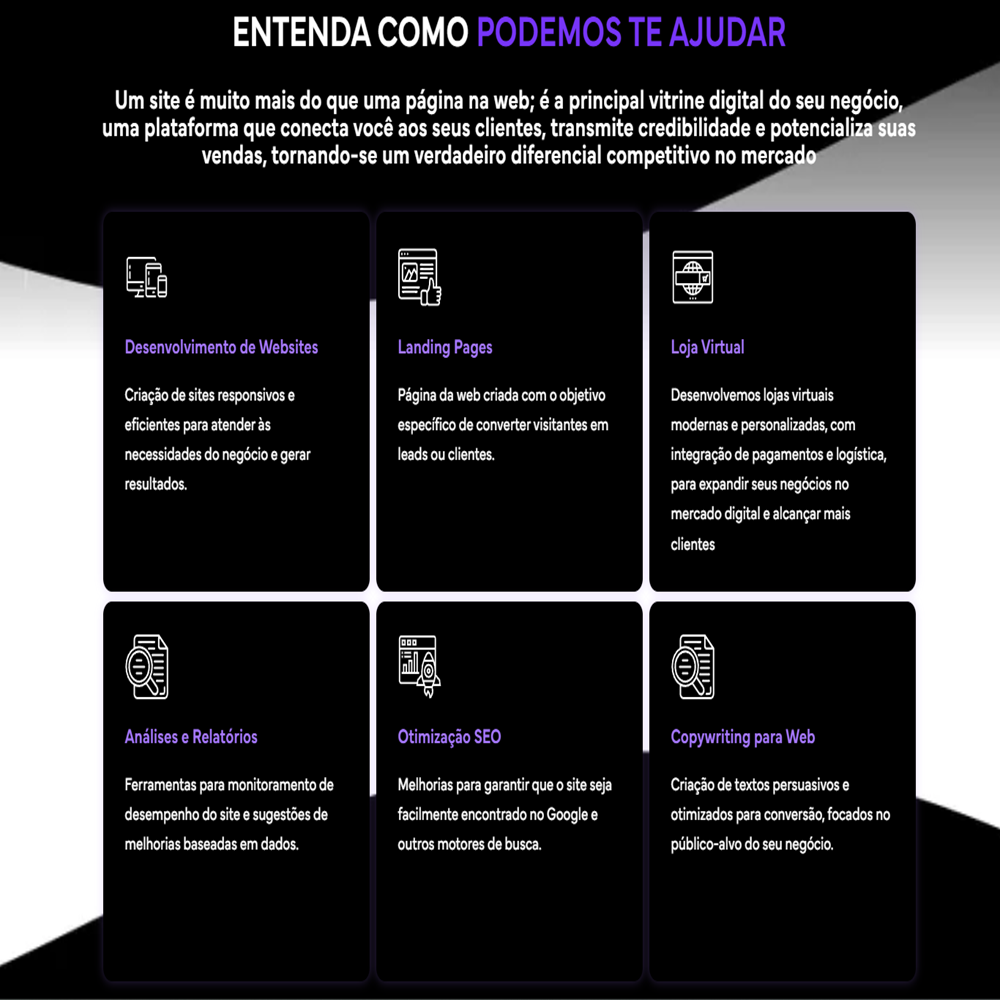 ENTENDA COMO PODEMOS TE AJUDAR
Um site é muito mais do que uma página na web; é a principal vitrine digital do seu negócio,
uma plataforma que conecta você aos seus clientes, transmite credibilidade e potencializa suas
vendas, tornando-se um verdadeiro diferencial competitivo no mercado
Desenvolvimento de Websites
Criação de sites responsivos e
eficientes para atender às
necessidades do negócio e gerar
resultados.
Landing Pages
Página da web criada com o objetivo
específico de converter visitantes em
leads ou clientes.
Loja Virtual
Desenvolvemos lojas virtuais
modernas e personalizadas, com
integração de pagamentos e logística,
para expandir seus negócios no
mercado digital e alcançar mais
clientes
Análises e Relatórios
Ferramentas para monitoramento de
desempenho do site e sugestões de
melhorias baseadas em dados.
Otimização SEO
Melhorias para garantir que o site seja
facilmente encontrado no Google e
outros motores de busca.
Copywriting para Web
Criação de textos persuasivos e
otimizados para conversão, focados no
público-alvo do seu negócio.